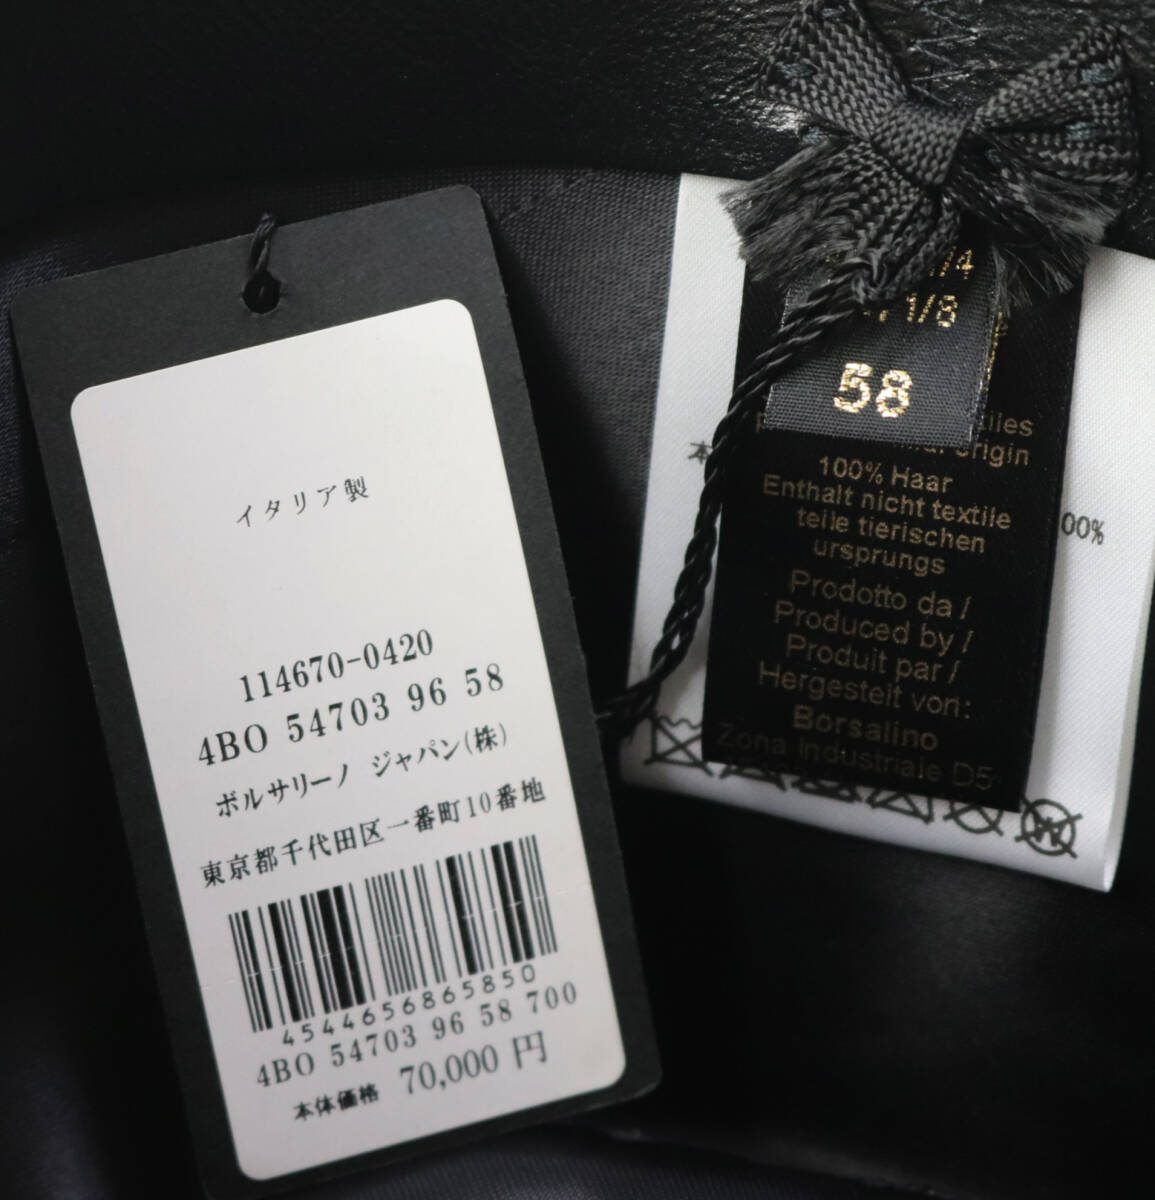 イタリア製
114670-0420
4BO 54703 96 58
ボルサリーノ ジャパン(株)
東京都千代田区一番町10番地
4544656865850
4BO 54703 96 58 700
本体価格 70,000 円
1/8
58
origin
100% Haar
Enthalt nicht textile
teile tierischen
ursprungs
Prodotto da /
Produced by /
Produit par /
Hergestelt von:
Borsalino
Zona Industriale D5
本
00%
W